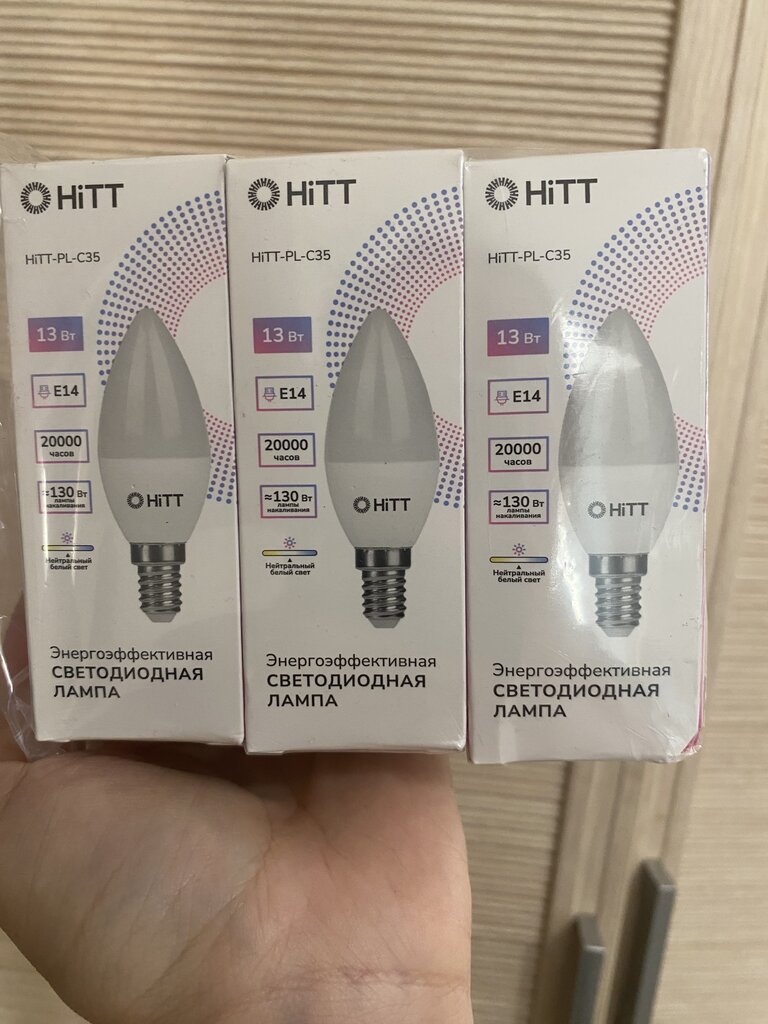 HiTT
HiTT-PL-C35
13 Вт
E14
20000
часов
≈130 Вт
лампы
накаливания
HiTT
Нейтральный
белый свет
Энергоэффективная
СВЕТОДИОДНАЯ
ЛАМПА
HiTT
HiTT-PL-C35
13 Вт
E14
20000
часов
≈130 Вт
лампы
накаливания
HiTT
Нейтральный
белый свет
Энергоэффективная
СВЕТОДИОДНАЯ
ЛАМПА
HiTT
HiTT-PL-C35
13 Вт
E14
20000
часов
≈130 Вт
лампы
накаливания
HiTT
Нейтральный
белый свет
Энергоэффективная
СВЕТОДИОДНАЯ
ЛАМПА